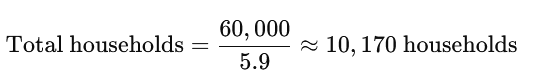 Total households = 60,000 / 5.9 ≈ 10,170 households